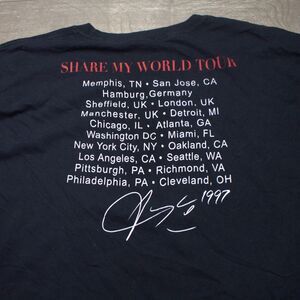 SHARE MY WORLD TOUR
Memphis, TN • San Jose, CA
Hamburg,Germany
Sheffield, UK • London, UK
Manchester, UK • Detroit, MI
Chicago, IL • Atlanta, GA
Washington DC • Miami, FL
New York City, NY • Oakland, CA
Los Angeles, CA • Seattle, WA
Pittsburgh, PA • Richmond, VA
Philadelphia, PA • Cleveland, OH
1997